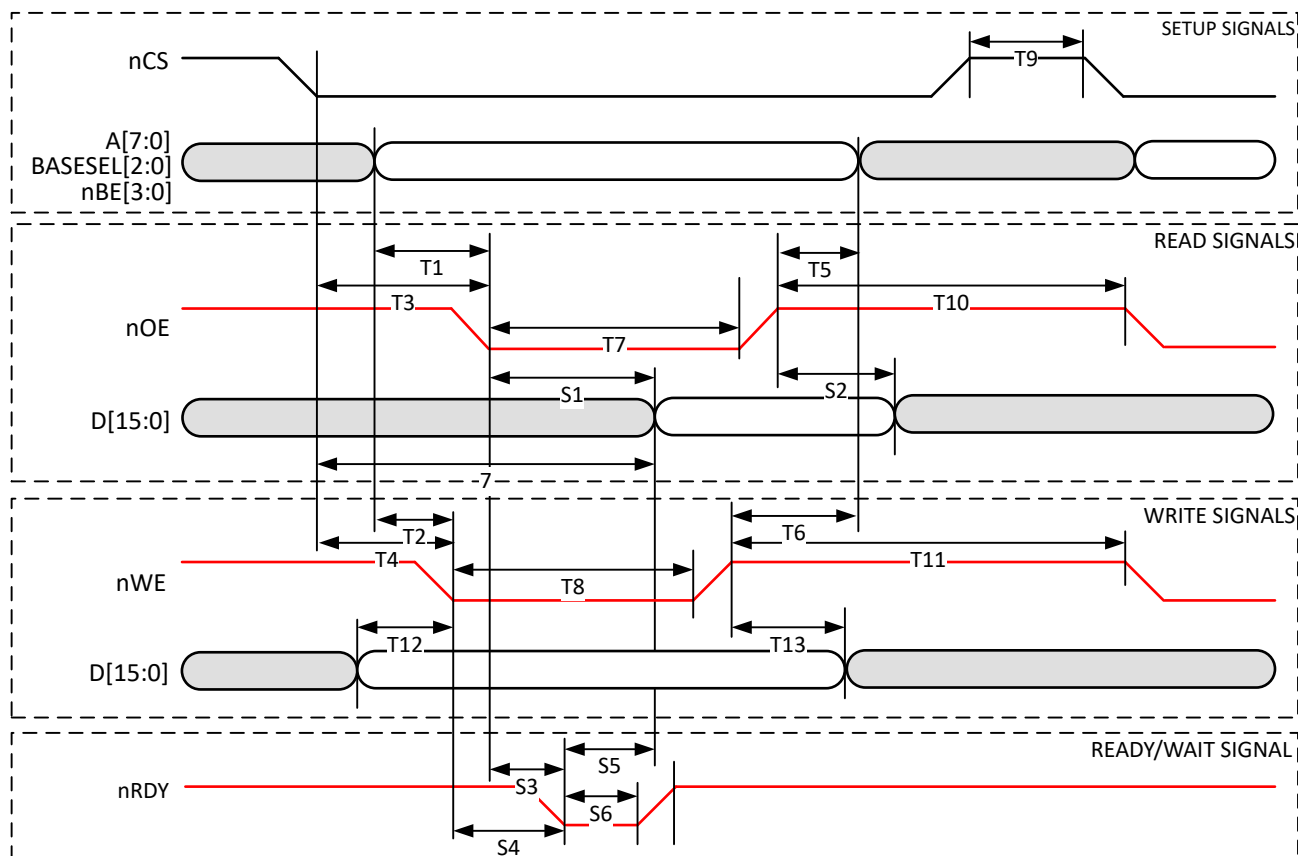 SETUP SIGNALS
nCS
T9
A[7:0]
BASESEL[2:0]
nBE[3:0]
READ SIGNALS
T1
T5
T3
T10
nOE
T7
S1
S2
D[15:0]
7
WRITE SIGNALS
T2
T6
T4
T11
nWE
T8
T12
T13
D[15:0]
READY/WAIT SIGNAL
S5
nRDY
S3
S6
S4